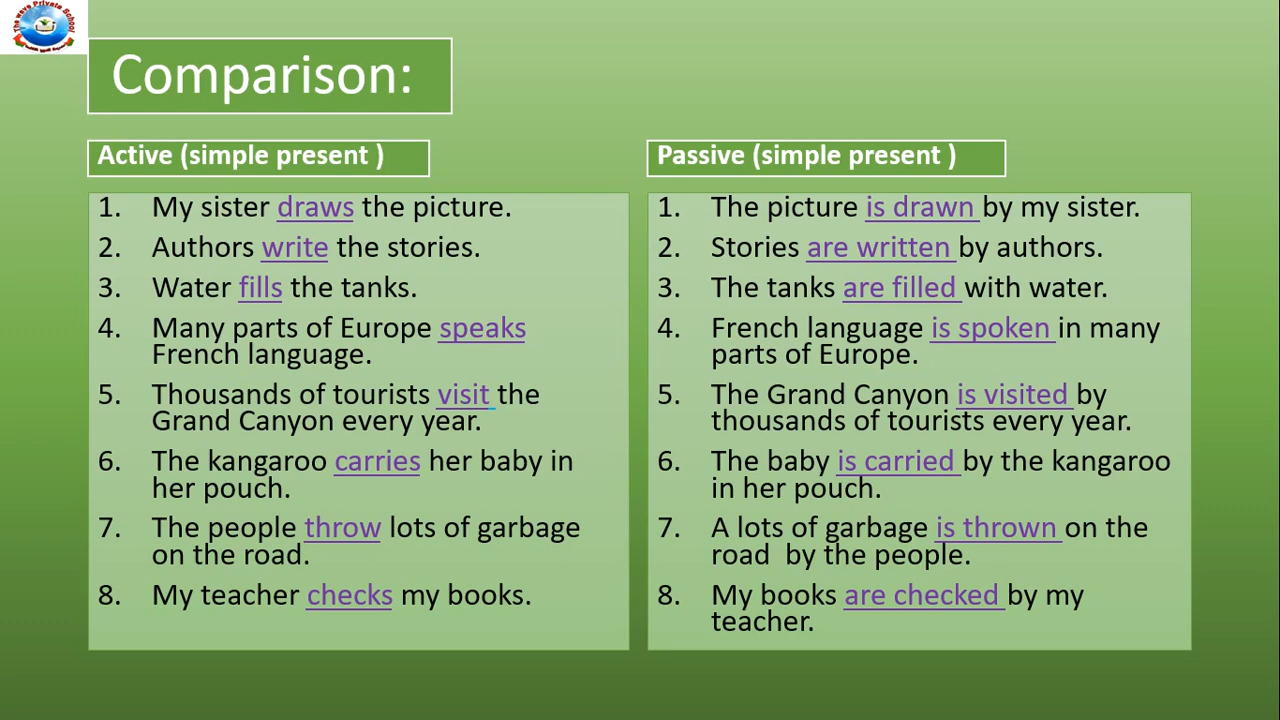 The wave Private School
Comparison:
Active (simple present )
1. My sister draws the picture.
2. Authors write the stories.
3. Water fills the tanks.
4. Many parts of Europe speaks
French language.
5. Thousands of tourists visit the
Grand Canyon every year.
6. The kangaroo carries her baby in
her pouch.
7. The people throw lots of garbage
on the road.
8. My teacher checks my books.
Passive (simple present )
1. The picture is drawn by my sister.
2. Stories are written by authors.
3. The tanks are filled with water.
4. French language is spoken in many
parts of Europe.
5. The Grand Canyon is visited by
thousands of tourists every year.
6. The baby is carried by the kangaroo
in her pouch.
7. A lots of garbage is thrown on the
road  by the people.
8. My books are checked by my
teacher.